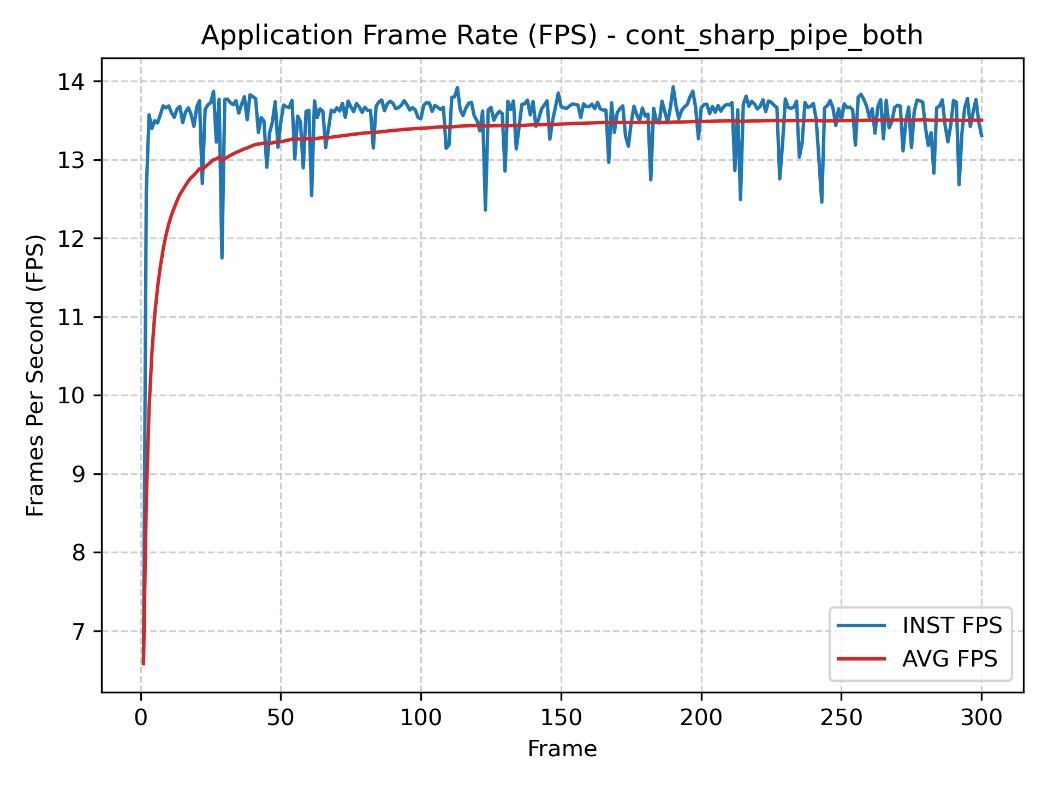 Application Frame Rate (FPS) - cont_sharp_pipe_both
14
13
12
11
10
9
8
7
Frames Per Second (FPS)
INST FPS
AVG FPS
0 50 100 150 200 250 300
Frame